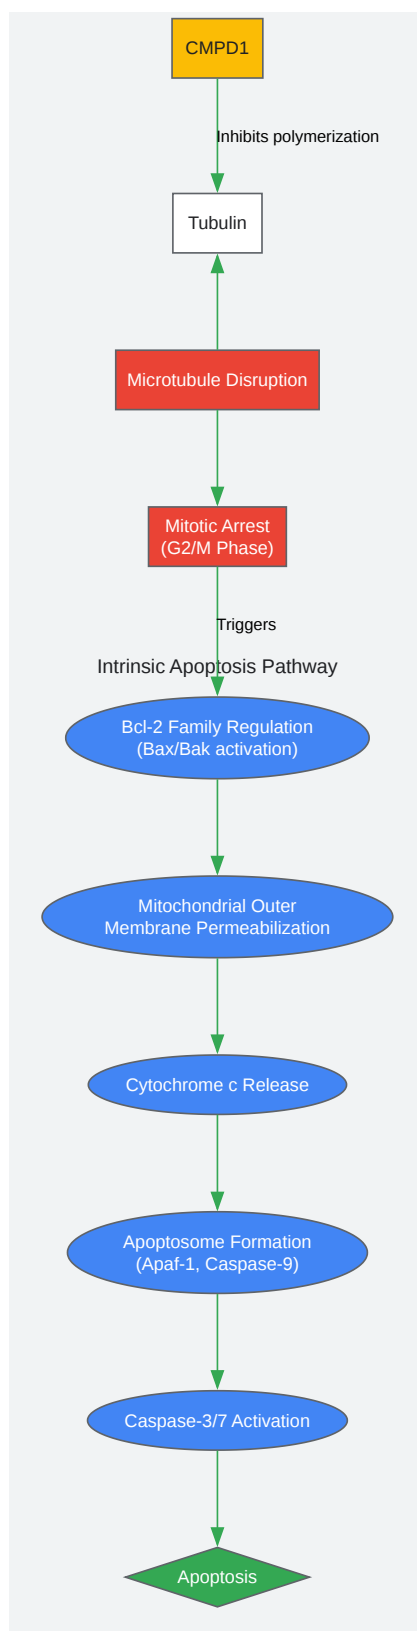 CMPD1
Inhibits polymerization
Tubulin
Microtubule Disruption
Mitotic Arrest
(G2/M Phase)
Triggers
Intrinsic Apoptosis Pathway
Bcl-2 Family Regulation
(Bax/Bak activation)
Mitochondrial Outer
Membrane Permeabilization
Cytochrome c Release
Apoptosome Formation
(Apaf-1, Caspase-9)
Caspase-3/7 Activation
Apoptosis